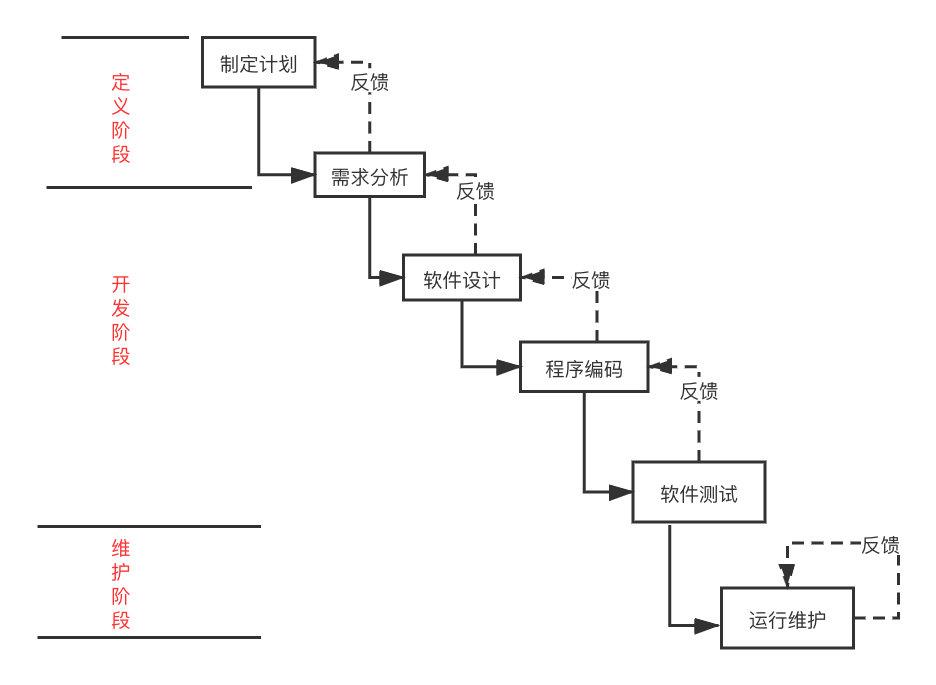 制定计划
反馈
定义阶段
需求分析
反馈
软件设计
反馈
开发阶段
程序编码
反馈
软件测试
反馈
维护阶段
运行维护